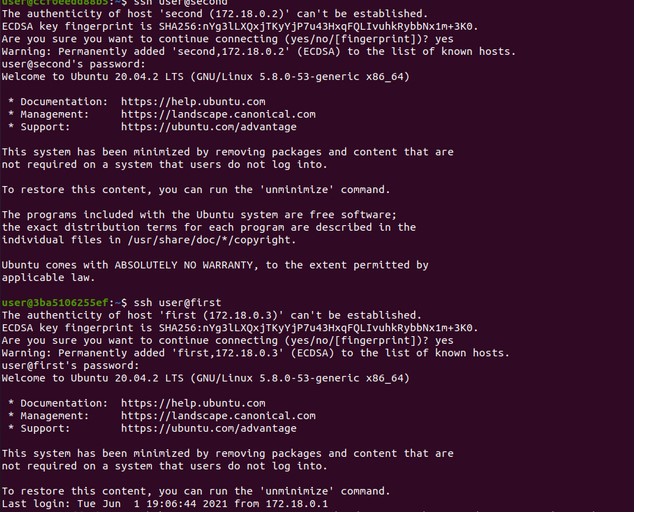 user@ccf6eedd88b5:~$ ssh user@second
The authenticity of host 'second (172.18.0.2)' can't be established.
ECDSA key fingerprint is SHA256:nYg3lLXQxjTKyYjP7u43HxqFQLIvuhkRybbNx1m+3K0.
Are you sure you want to continue connecting (yes/no/[fingerprint])? yes
Warning: Permanently added 'second,172.18.0.2' (ECDSA) to the list of known hosts.
user@second's password:
Welcome to Ubuntu 20.04.2 LTS (GNU/Linux 5.8.0-53-generic x86_64)
* Documentation:  https://help.ubuntu.com
* Management:     https://landscape.canonical.com
* Support:        https://ubuntu.com/advantage
This system has been minimized by removing packages and content that are
not required on a system that users do not log into.
To restore this content, you can run the 'unminimize' command.
The programs included with the Ubuntu system are free software;
the exact distribution terms for each program are described in the
individual files in /usr/share/doc/*/copyright.
Ubuntu comes with ABSOLUTELY NO WARRANTY, to the extent permitted by
applicable law.
user@3ba5106255ef:~$ ssh user@first
The authenticity of host 'first (172.18.0.3)' can't be established.
ECDSA key fingerprint is SHA256:nYg3lLXQxjTKyYjP7u43HxqFQLIvuhkRybbNx1m+3K0.
Are you sure you want to continue connecting (yes/no/[fingerprint])? yes
Warning: Permanently added 'first,172.18.0.3' (ECDSA) to the list of known hosts.
user@first's password:
Welcome to Ubuntu 20.04.2 LTS (GNU/Linux 5.8.0-53-generic x86_64)
* Documentation:  https://help.ubuntu.com
* Management:     https://landscape.canonical.com
* Support:        https://ubuntu.com/advantage
This system has been minimized by removing packages and content that are
not required on a system that users do not log into.
To restore this content, you can run the 'unminimize' command.
Last login: Tue Jun  1 19:06:44 2021 from 172.18.0.1